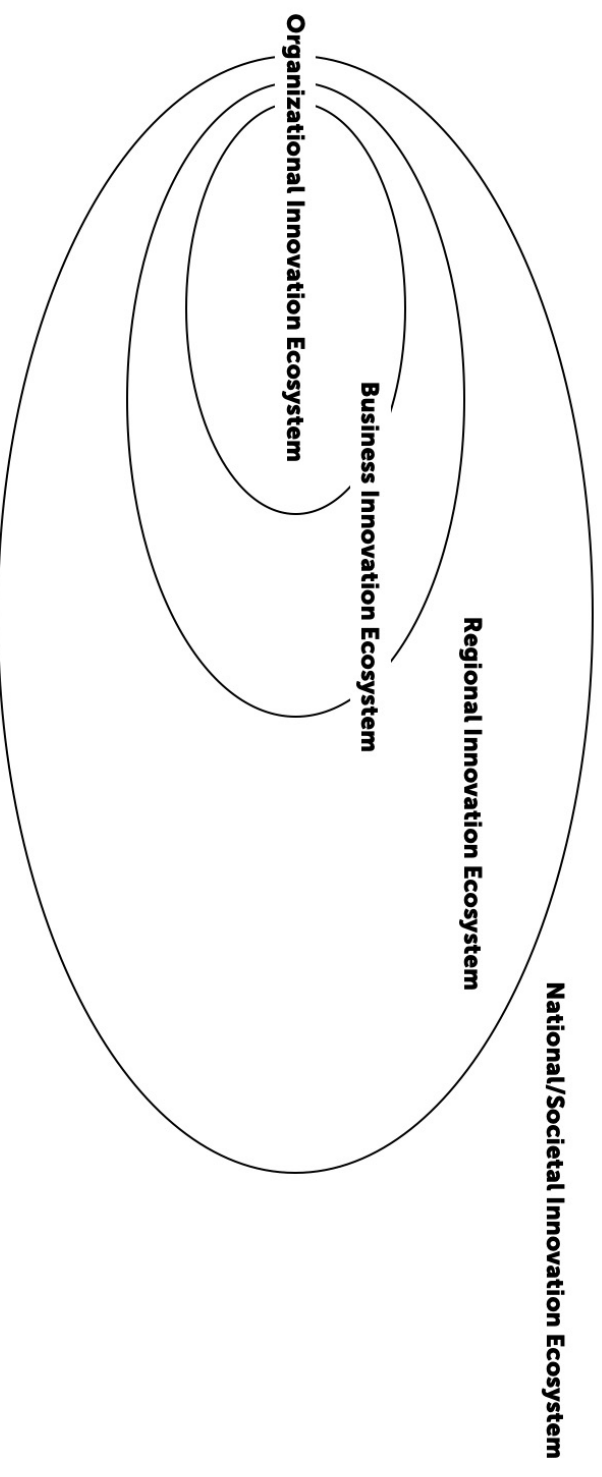 Organizational Innovation Ecosystem
Business Innovation Ecosystem
Regional Innovation Ecosystem
National/Societal Innovation Ecosystem